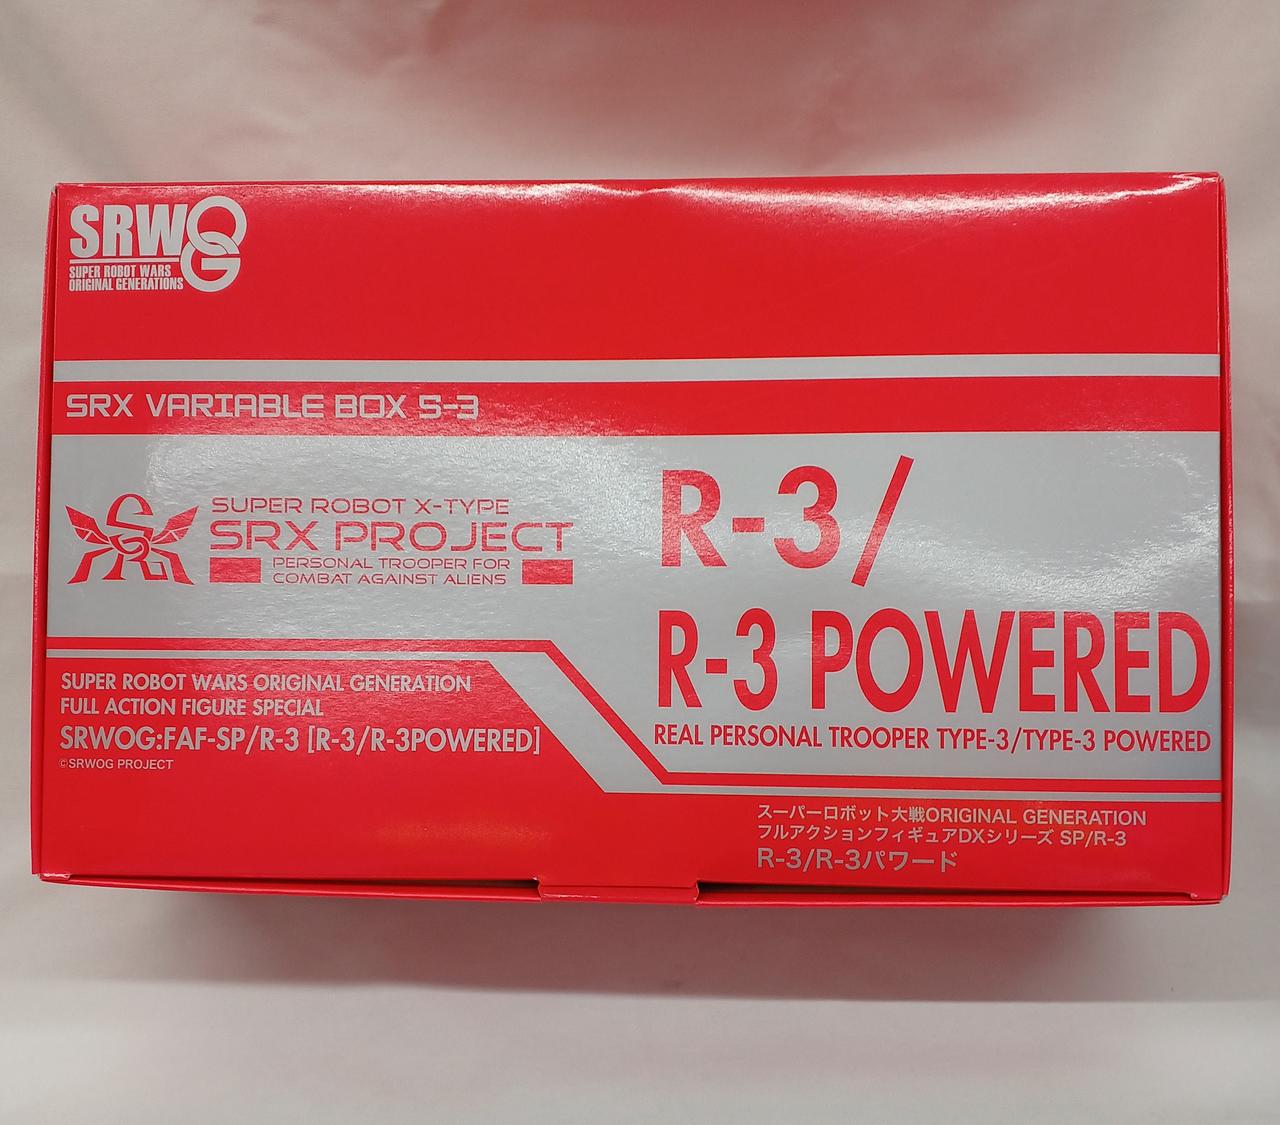 SRWOG
SUPER ROBOT WARS
ORIGINAL GENERATIONS
SRX VARIABLE BOX S-3
SUPER ROBOT X-TYPE
SRX PROJECT
PERSONAL TROOPER FOR
COMBAT AGAINST ALIENS
R-3/
R-3 POWERED
REAL PERSONAL TROOPER TYPE-3/TYPE-3 POWERED
SUPER ROBOT WARS ORIGINAL GENERATION
FULL ACTION FIGURE SPECIAL
SRWOG:FAF-SP/R-3 [R-3/R-3POWERED]
©SRWOG PROJECT
スーパーロボット大戦ORIGINAL GENERATION
フルアクションフィギュアDXシリーズ SP/R-3
R-3/R-3パワード